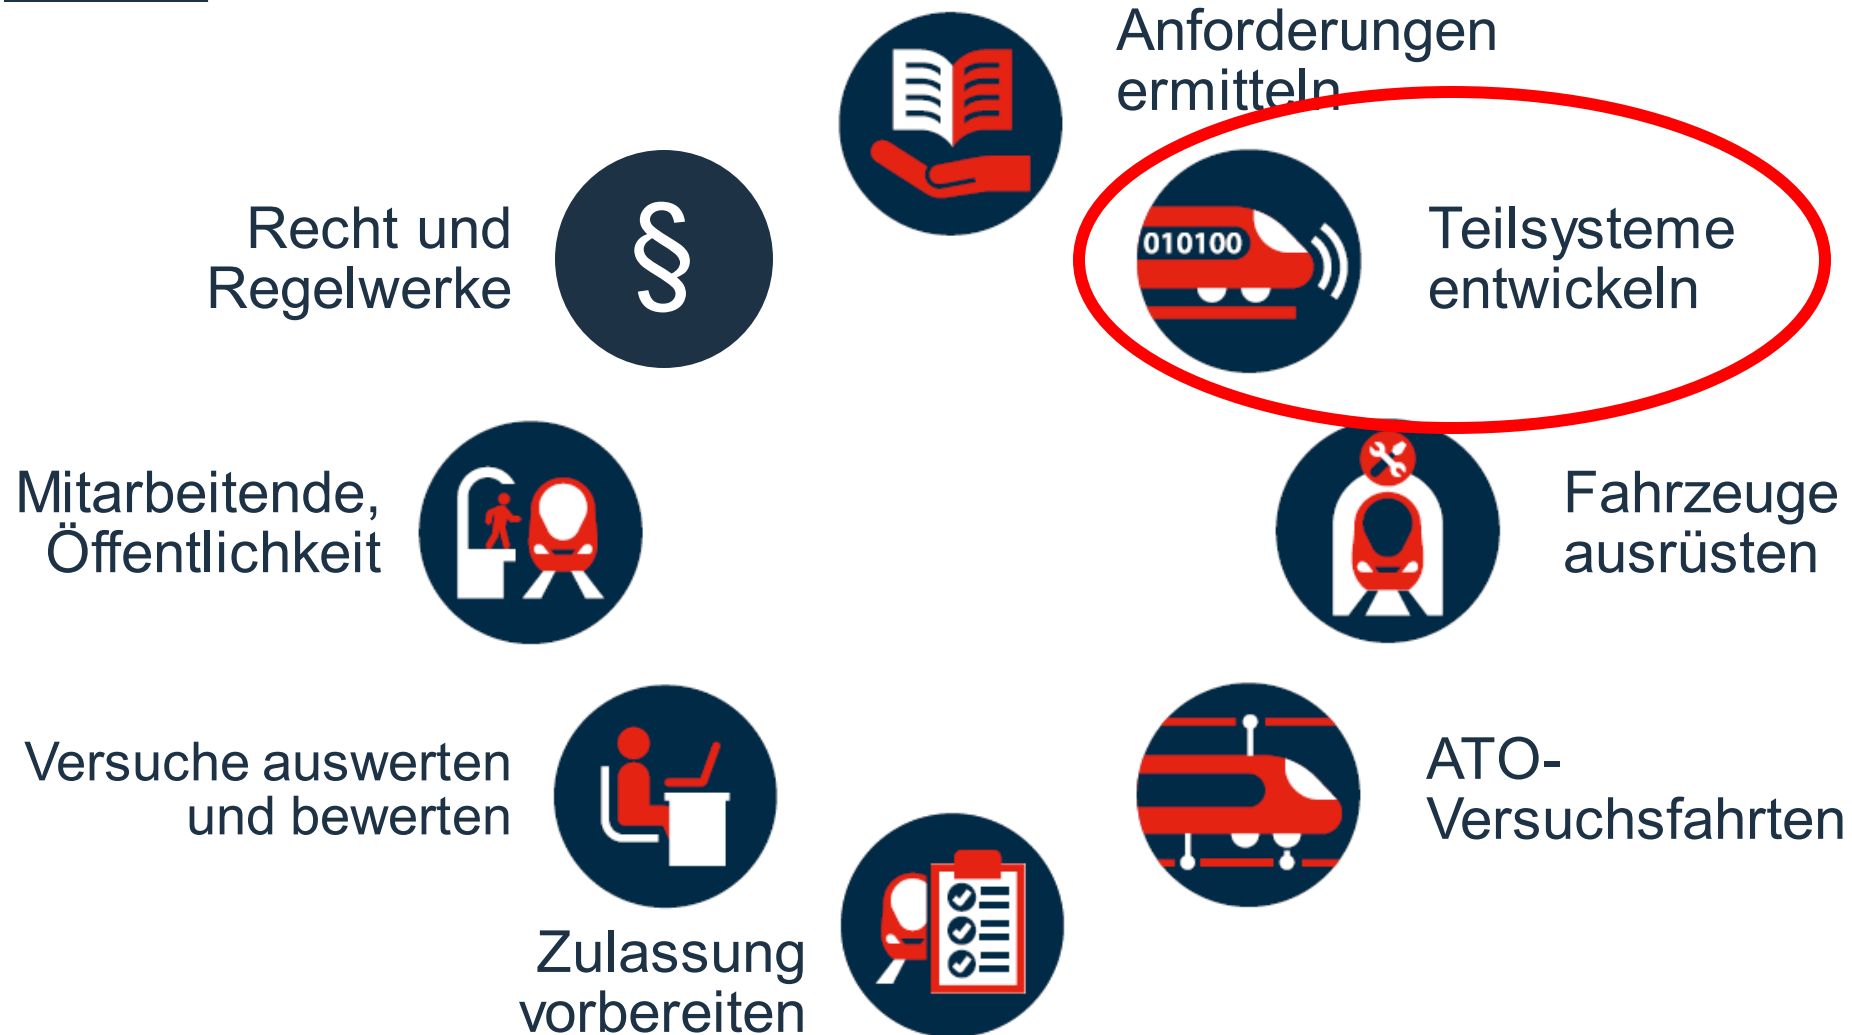 Anforderungen
ermitteln
010100
Teilsysteme
entwickeln
Fahrzeuge
ausrüsten
ATO-
Versuchsfahrten
Zulassung
vorbereiten
Versuche auswerten
und bewerten
Mitarbeitende,
Öffentlichkeit
Recht und
Regelwerke
§